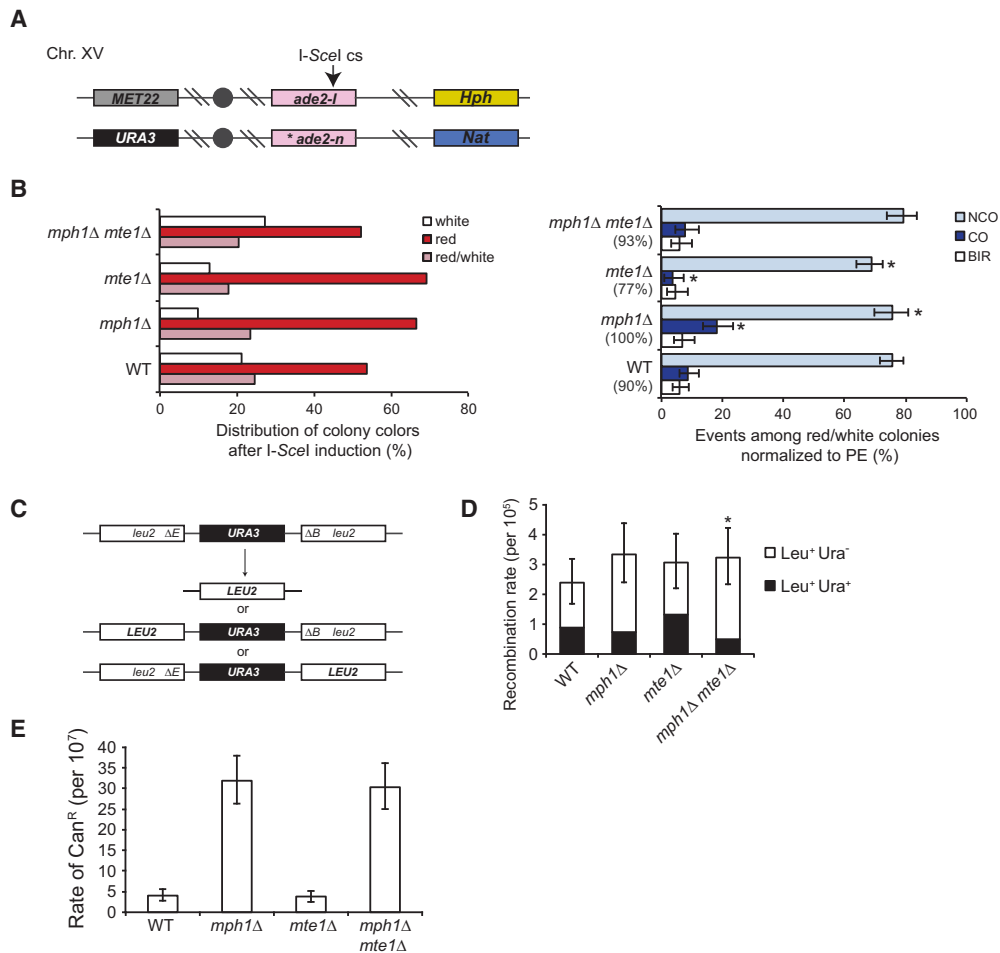 A
Chr. XV
I-SceI cs
MET22
ade2-I
Hph
URA3
* ade2-n
Nat
B
mph1Δ mte1Δ
mte1Δ
mph1Δ
WT
white
red
red/white
0 20 40 60 80
Distribution of colony colors
after I-SceI induction (%)
mph1Δ mte1Δ
(93%)
mte1Δ
(77%)
mph1Δ
(100%)
WT
(90%)
NCO
CO
BIR
*
*
*
*
0 20 40 60 80 100
Events among red/white colonies
normalized to PE (%)
C
leu2 ΔE URA3 ΔB leu2
LEU2
or
LEU2 URA3 ΔB leu2
or
leu2 ΔE URA3 LEU2
D
Recombination rate (per 10⁵)
5
4
3
2
1
0
*
Leu⁺ Ura⁻
Leu⁺ Ura⁺
WT
mph1Δ
mte1Δ
mph1Δ mte1Δ
E
Rate of Canᴿ (per 10⁷)
40
35
30
25
20
15
10
5
0
WT mph1Δ mte1Δ mph1Δ
mte1Δ